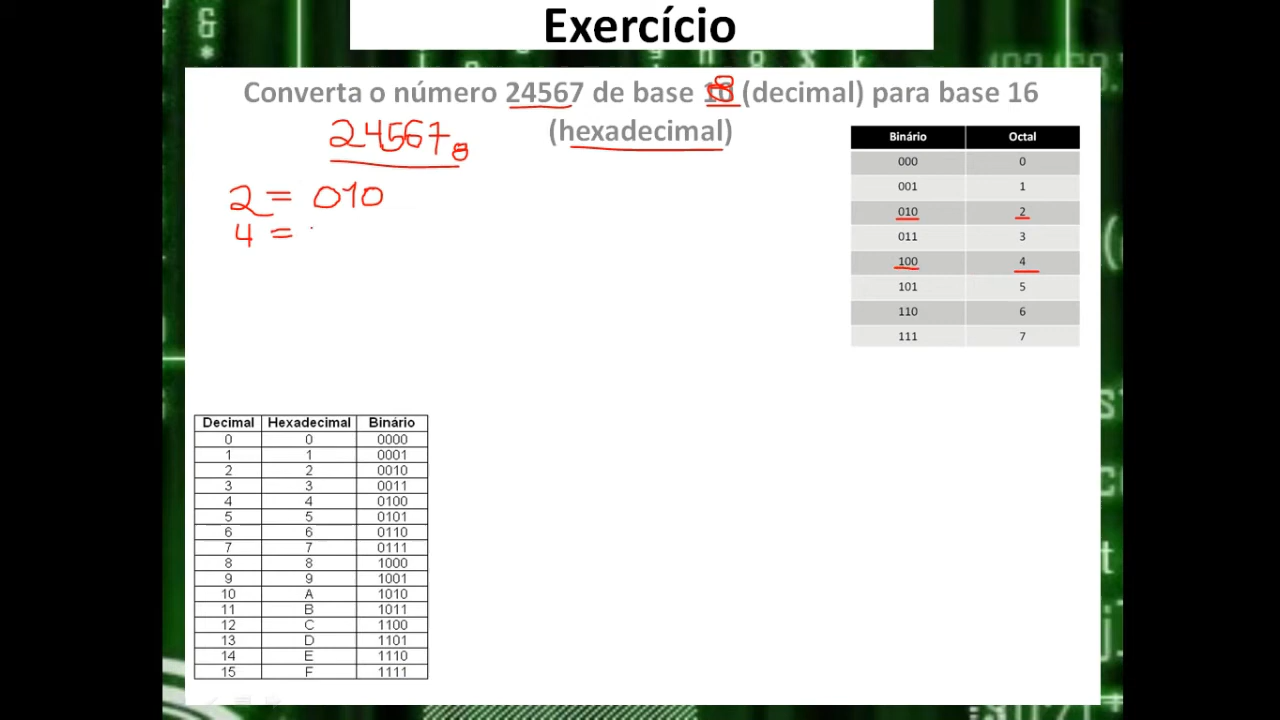 Exercício
Converta o número 24567 de base 8 (decimal) para base 16
(hexadecimal)
24567 8
2 = 010
4 =
Binário Octal
000 0
001 1
010 2
011 3
100 4
101 5
110 6
111 7
Decimal Hexadecimal Binário
0 0 0000
1 1 0001
2 2 0010
3 3 0011
4 4 0100
5 5 0101
6 6 0110
7 7 0111
8 8 1000
9 9 1001
10 A 1010
11 B 1011
12 C 1100
13 D 1101
14 E 1110
15 F 1111